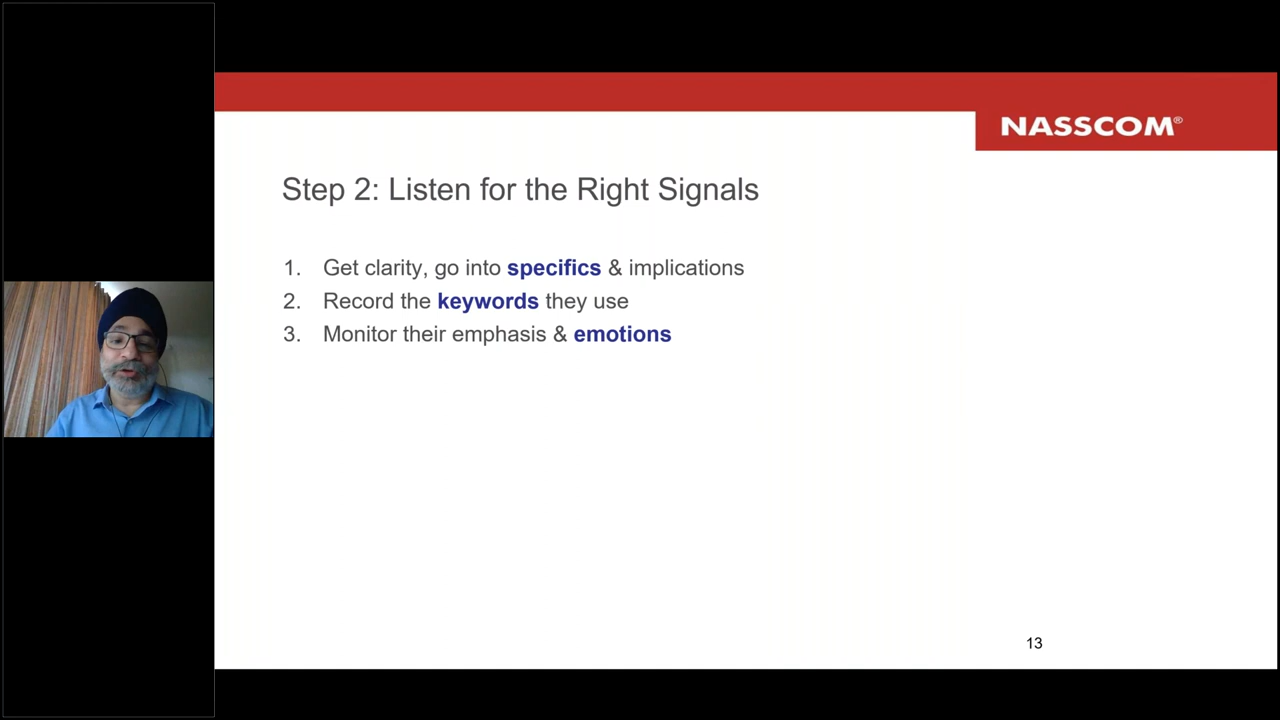 NASSCOM®
Step 2: Listen for the Right Signals
1. Get clarity, go into specifics & implications
2. Record the keywords they use
3. Monitor their emphasis & emotions
13